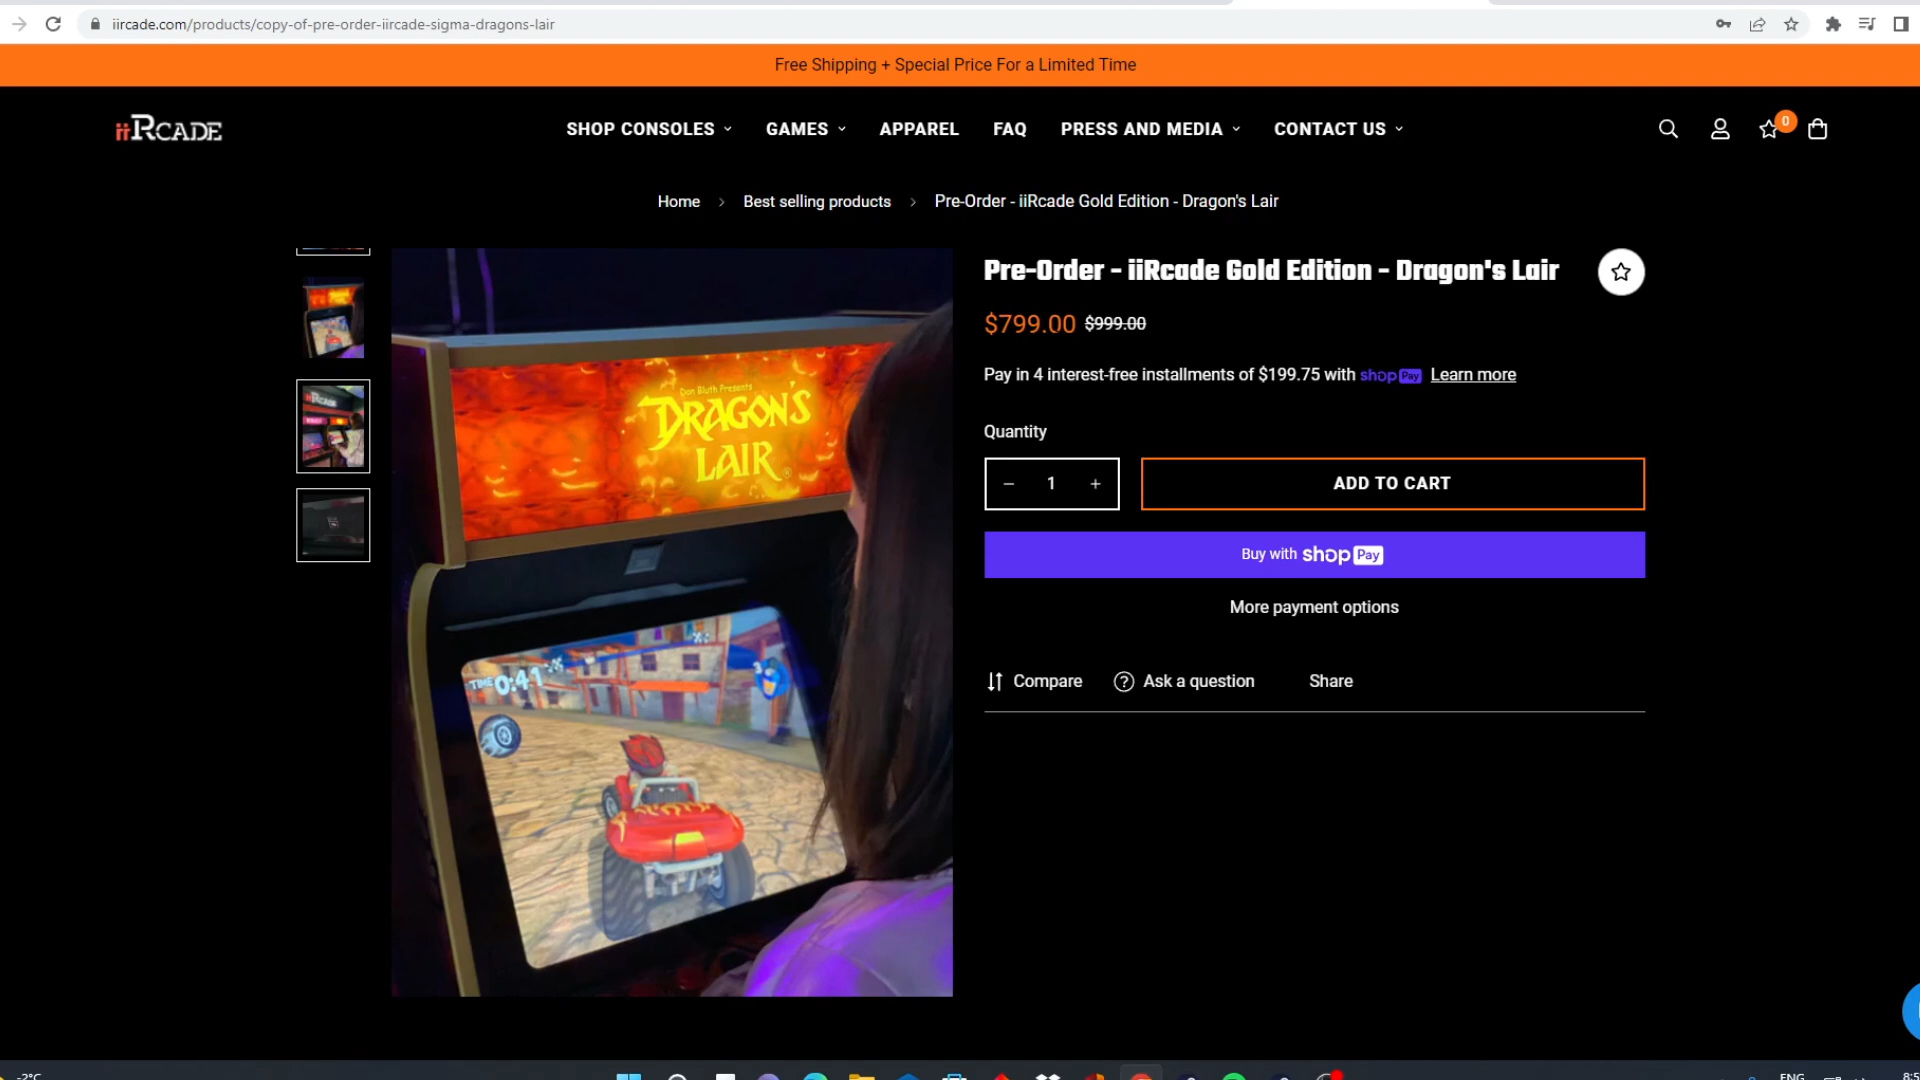 iircade.com/products/copy-of-pre-order-iircade-sigma-dragons-lair
Free Shipping + Special Price For a Limited Time
iiRCADE
SHOP CONSOLES GAMES APPAREL FAQ PRESS AND MEDIA CONTACT US
0
Home > Best selling products > Pre-Order - iiRcade Gold Edition - Dragon's Lair
Pre-Order - iiRcade Gold Edition - Dragon's Lair
$799.00 $999.00
Pay in 4 interest-free installments of $199.75 with shop Pay Learn more
Quantity
− 1 +
ADD TO CART
Buy with shop Pay
More payment options
Compare Ask a question Share
Don Bluth Presents
DRAGON'S
LAIR®
TIME 0:41
3
-2°C
ENG